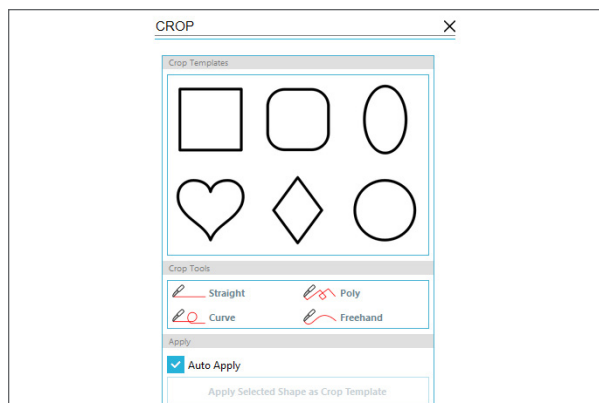 CROP
Crop Templates
Crop Tools
Straight Poly
Curve Freehand
Apply
Auto Apply
Apply Selected Shape as Crop Template